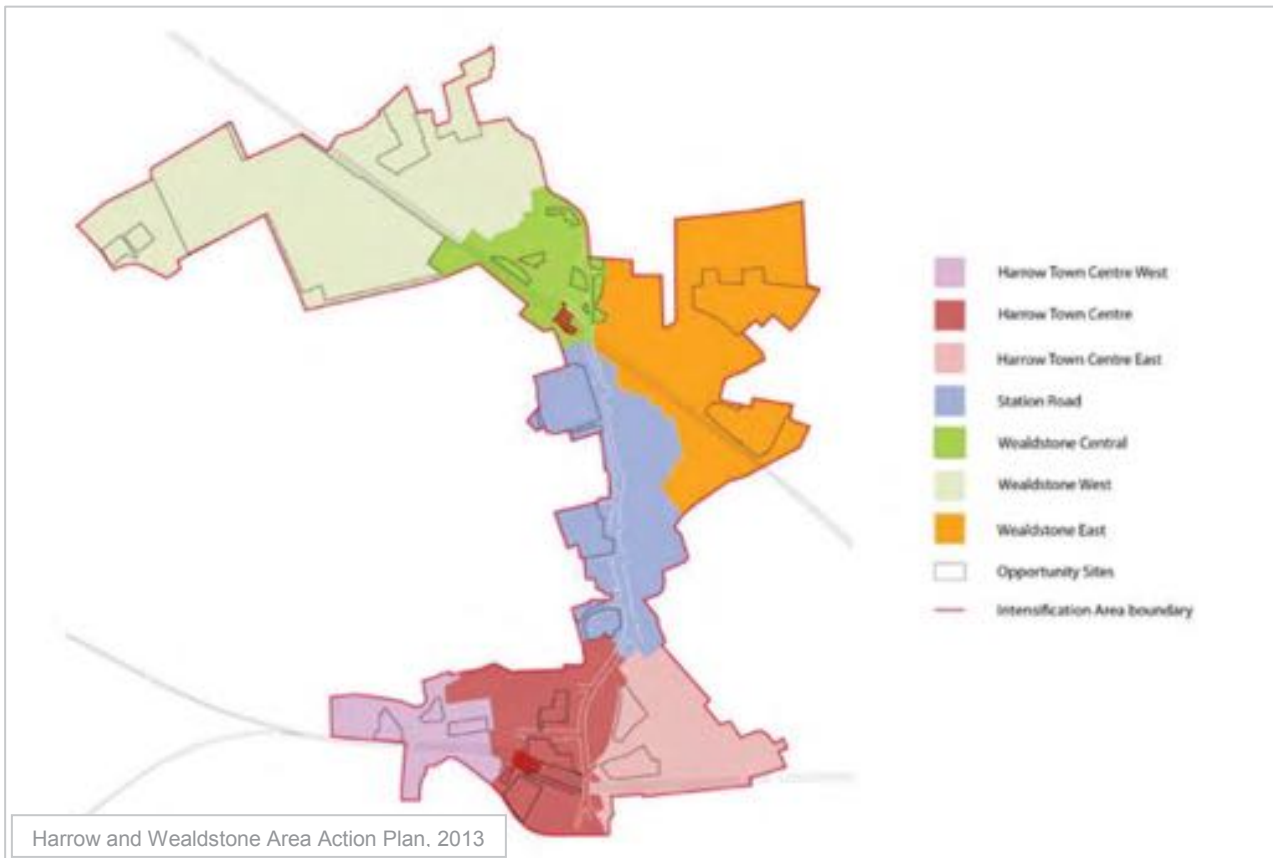 Harrow Town Centre West
Harrow Town Centre
Harrow Town Centre East
Station Road
Wealdstone Central
Wealdstone West
Wealdstone East
Opportunity Sites
Intensification Area boundary
Harrow and Wealdstone Area Action Plan. 2013